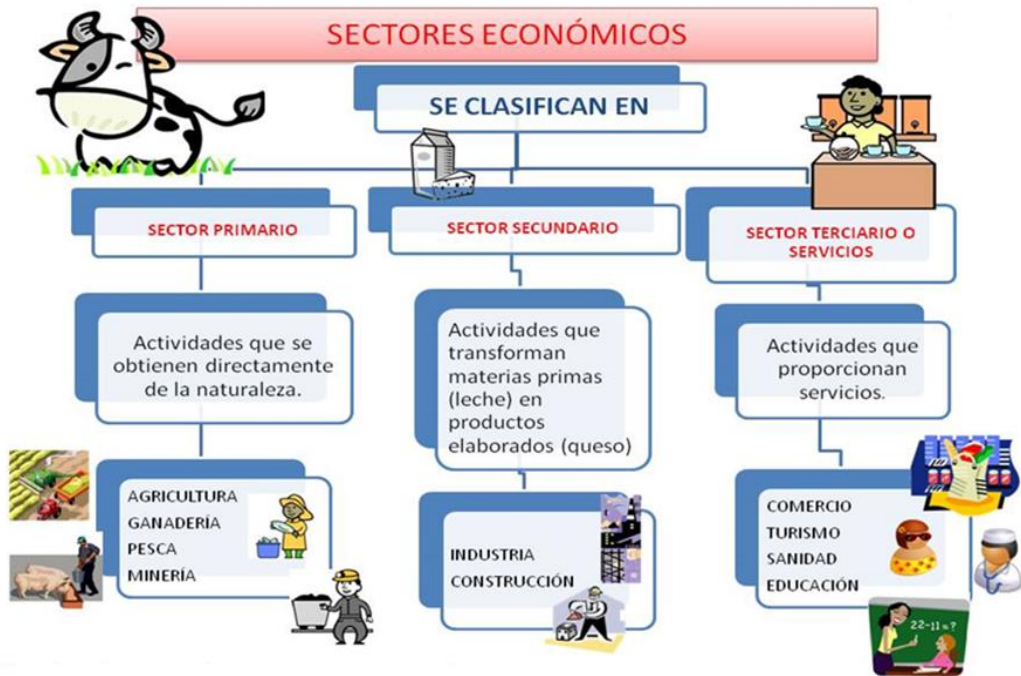 SECTORES ECONÓMICOS
SE CLASIFICAN EN
SECTOR PRIMARIO
Actividades que se
obtienen directamente
de la naturaleza.
AGRICULTURA
GANADERÍA
PESCA
MINERÍA
SECTOR SECUNDARIO
Actividades que
transforman
materias primas
(leche) en
productos
elaborados (queso)
INDUSTRIA
CONSTRUCCIÓN
SECTOR TERCIARIO O
SERVICIOS
Actividades que
proporcionan
servicios.
COMERCIO
TURISMO
SANIDAD
EDUCACIÓN
22-11=?